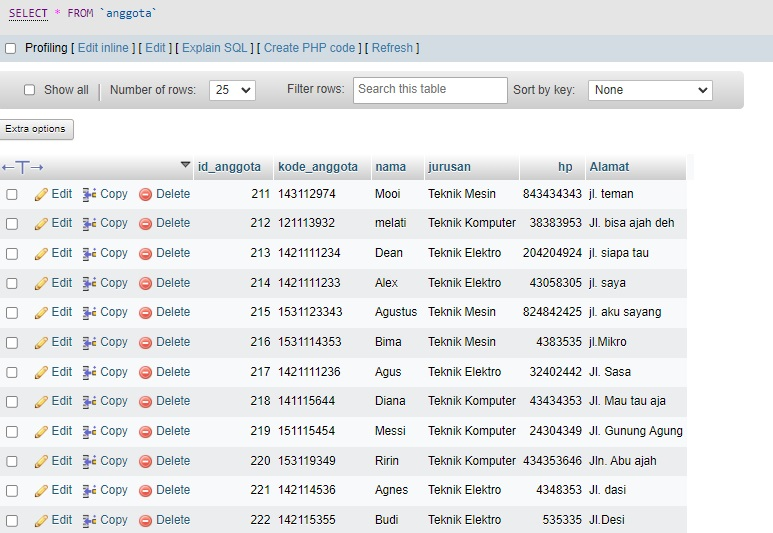 SELECT * FROM `anggota`
Profiling [ Edit inline ] [ Edit ] [ Explain SQL ] [ Create PHP code ] [ Refresh ]
Show all | Number of rows: 25 Filter rows: Search this table Sort by key: None
Extra options
←T→ id_anggota kode_anggota nama jurusan hp Alamat
Edit Copy Delete 211 143112974 Mooi Teknik Mesin 843434343 jl. teman
Edit Copy Delete 212 121113932 melati Teknik Komputer 38383953 Jl. bisa ajah deh
Edit Copy Delete 213 1421111234 Dean Teknik Elektro 204204924 jl. siapa tau
Edit Copy Delete 214 1421111233 Alex Teknik Elektro 43058305 jl. saya
Edit Copy Delete 215 1531123343 Agustus Teknik Mesin 824842425 jl. aku sayang
Edit Copy Delete 216 1531114353 Bima Teknik Mesin 4383535 jl.Mikro
Edit Copy Delete 217 1421111236 Agus Teknik Elektro 32402442 Jl. Sasa
Edit Copy Delete 218 141115644 Diana Teknik Komputer 43434353 Jl. Mau tau aja
Edit Copy Delete 219 151115454 Messi Teknik Komputer 24304349 Jl. Gunung Agung
Edit Copy Delete 220 153119349 Ririn Teknik Komputer 434353646 Jln. Abu ajah
Edit Copy Delete 221 142114536 Agnes Teknik Elektro 4348353 Jl. dasi
Edit Copy Delete 222 142115355 Budi Teknik Elektro 535335 Jl.Desi